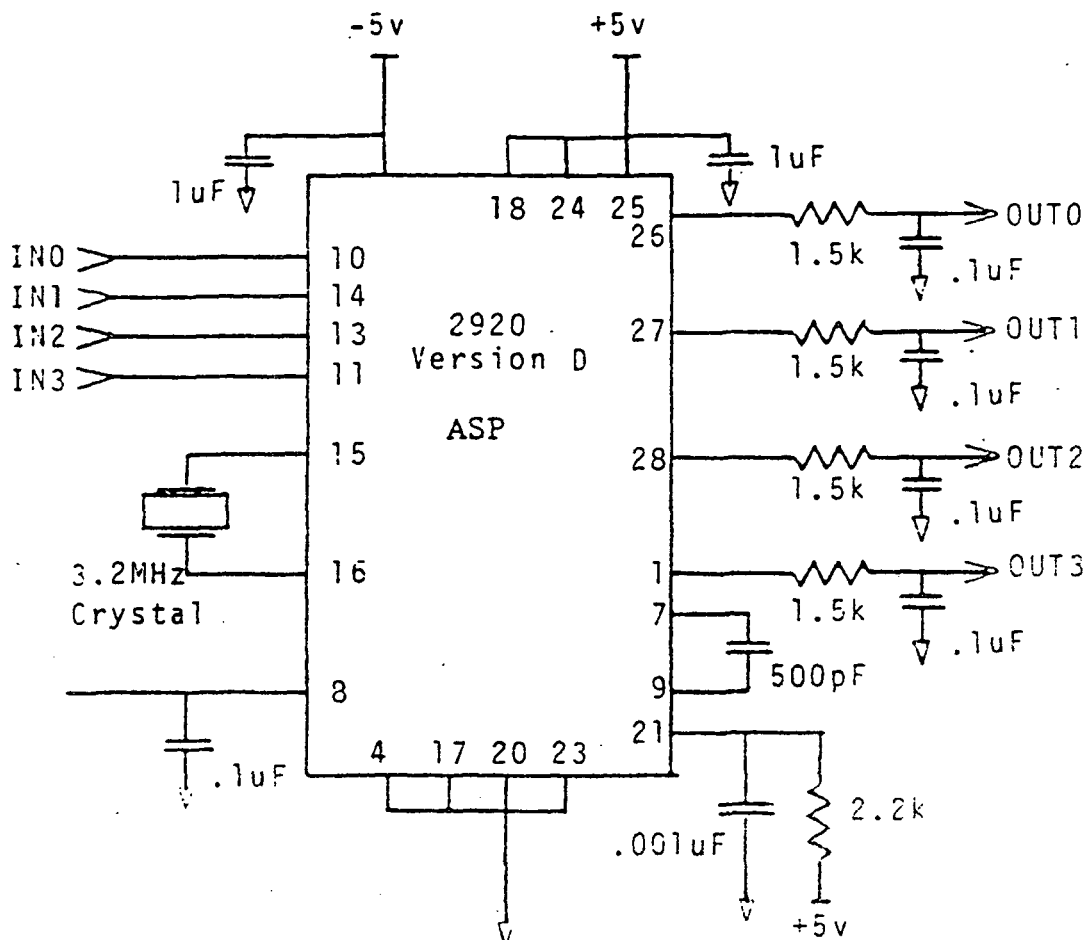 -5v
+5v
1uF
1uF
18 24 25
26
1.5k
OUT0
.1uF
IN0
10
IN1
14
IN2
13
IN3
11
2920
Version D
ASP
27
1.5k
OUT1
.1uF
15
28
1.5k
OUT2
.1uF
3.2MHz
Crystal
16
1
1.5k
OUT3
.1uF
7
500pF
9
8
.1uF
21
4 17 20 23
.001uF
2.2k
+5v